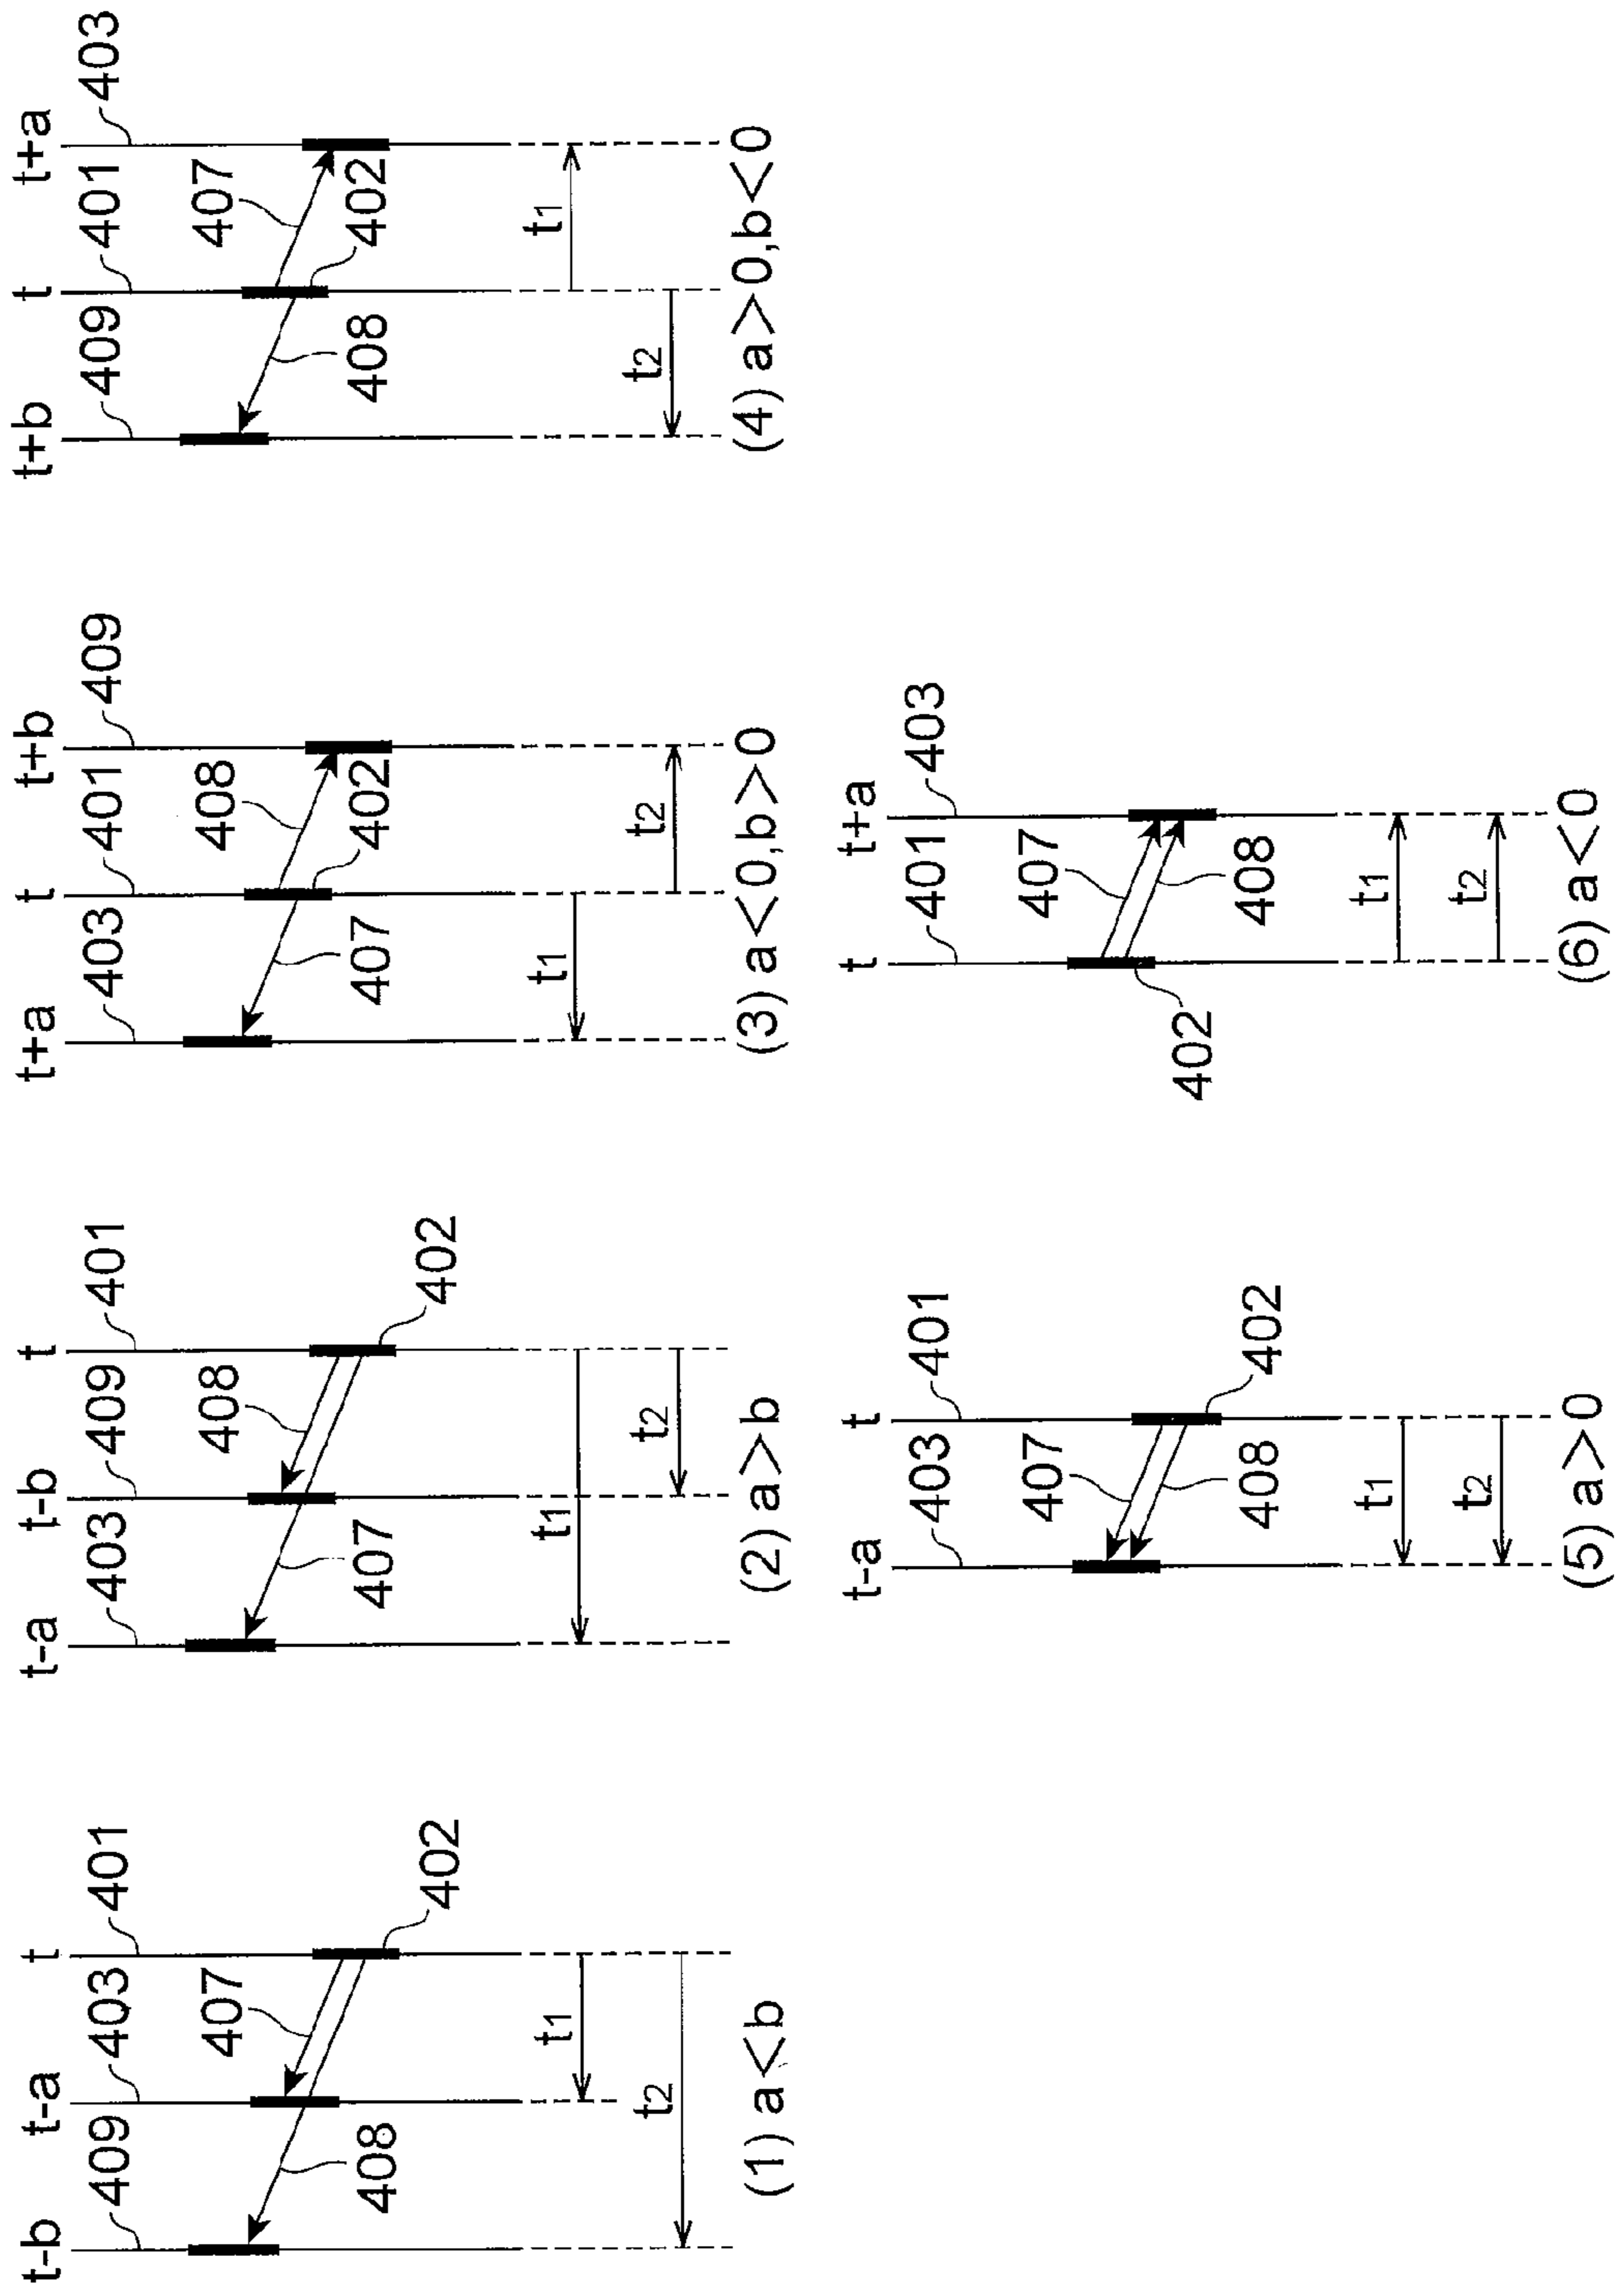 t-b t-a t
409 403 401
407
408
402
t1
t2
(1) a<b
t-a t-b t
403 409 401
408
407
402
t1
t2
(2) a>b
t+a t t+b
403 401 409
408
407 402
t1 t2
(3) a<0,b>0
t+b t t+a
409 401 403
407
408 402
t1
t2
(4) a>0,b<0
t-a t
403 401
407
408 402
t1
t2
(5) a>0
t t+a
401 403
407
402 408
t1
t2
(6) a<0